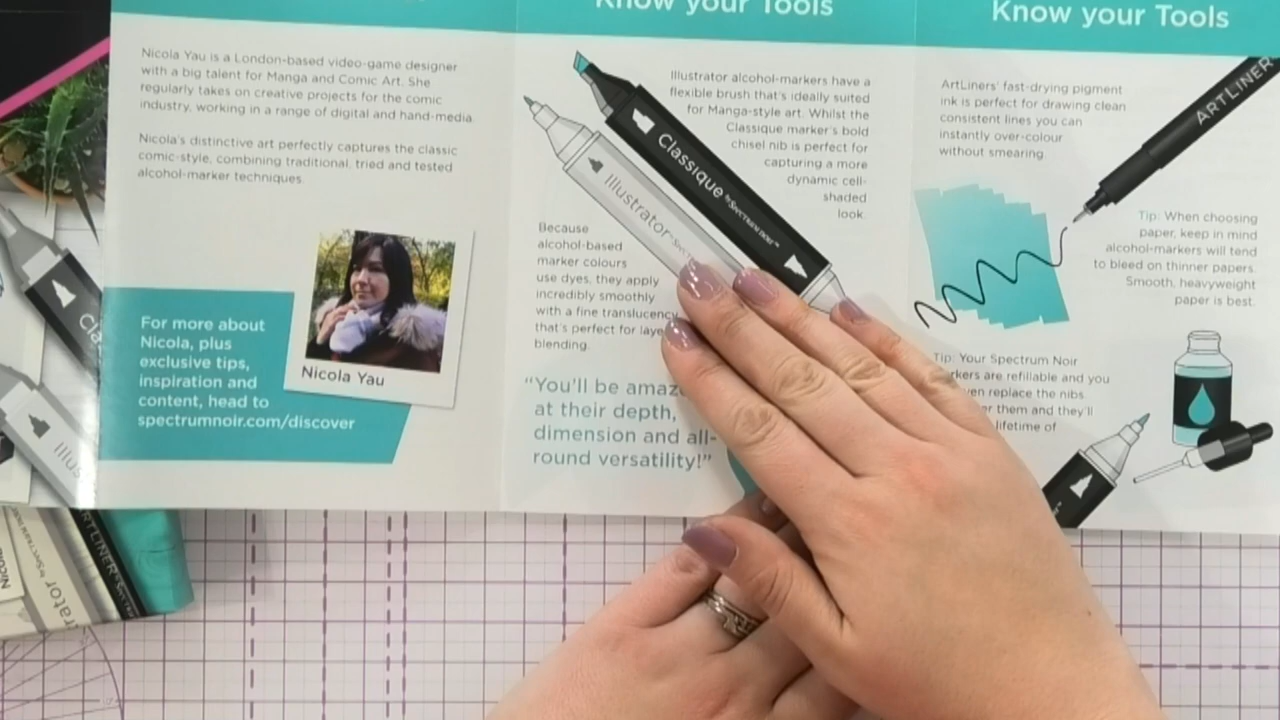 Know your Tools
Know your Tools
Nicola Yau is a London-based video-game designer
with a big talent for Manga and Comic Art. She
regularly takes on creative projects for the comic
industry, working in a range of digital and hand-media.
Nicola's distinctive art perfectly captures the classic
comic-style, combining traditional, tried and tested
alcohol-marker techniques.
Nicola Yau
For more about
Nicola, plus
exclusive tips,
inspiration and
content, head to
spectrumnoir.com/discover
Illustrator alcohol-markers have a
flexible brush that's ideally suited
for Manga-style art. Whilst the
Classique marker's bold
chisel nib is perfect for
capturing a more
dynamic cell-
shaded
look.
Classique by SPECTRUM NOIR™
Illustrator
Because
alcohol-based
marker colours
use dyes, they apply
incredibly smoothly
with a fine translucency
that's perfect for
blending.
"You'll be
at their depth,
dimension and all-
round versatility!"
ArtLiners' fast-drying pigment
ink is perfect for drawing clean
consistent lines you can
instantly over-colour
without smearing.
ARTLINER
Tip: When choosing
paper, keep in mind
alcohol-markers will tend
to bleed on thinner papers.
Smooth, heavyweight
paper is best.
Tip: Your Spectrum Noir
are refillable and you
replace the nibs
them and they'll
lifetime of
ARTLINER